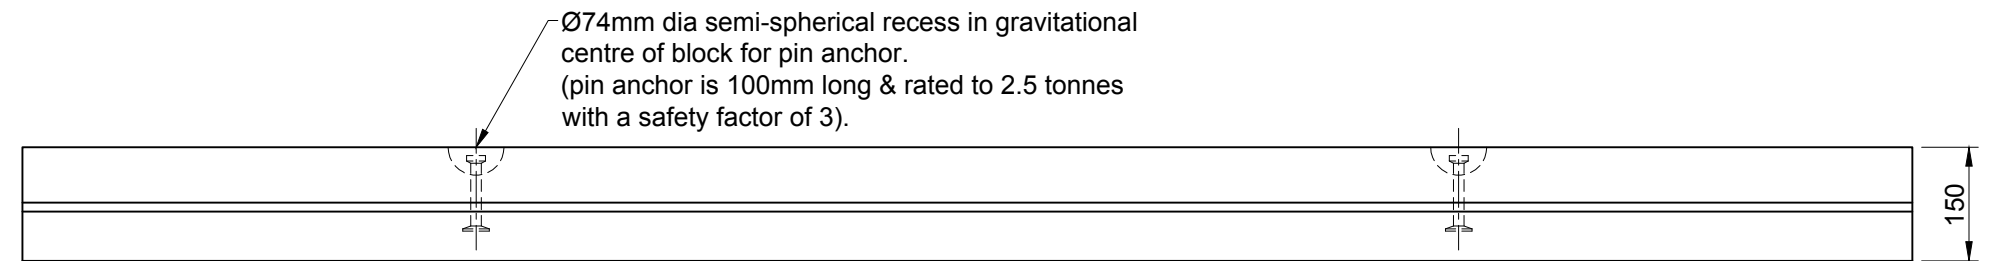 Ø74mm dia semi-spherical recess in gravitational
centre of block for pin anchor.
(pin anchor is 100mm long & rated to 2.5 tonnes
with a safety factor of 3).
150